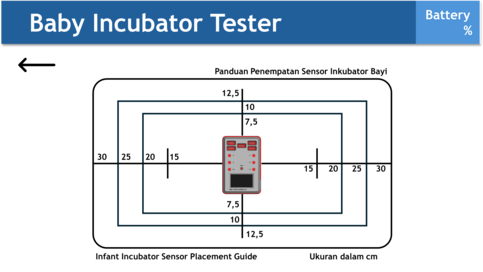 Baby Incubator Tester
Battery
%
Panduan Penempatan Sensor Inkubator Bayi
12,5
10
7,5
30 25 20 15
15 20 25 30
7,5
10
12,5
Infant Incubator Sensor Placement Guide
Ukuran dalam cm